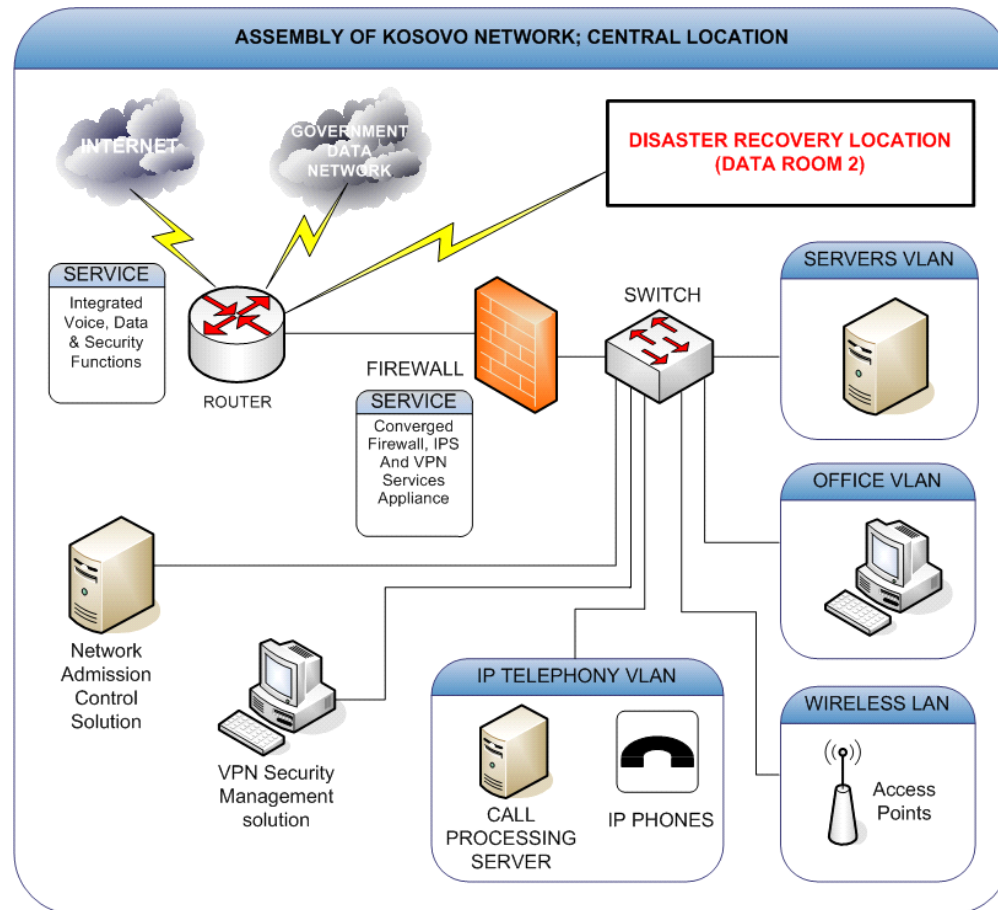 ASSEMBLY OF KOSOVO NETWORK; CENTRAL LOCATION
INTERNET
GOVERNMENT
DATA
NETWORK
DISASTER RECOVERY LOCATION
(DATA ROOM 2)
SERVICE
Integrated
Voice, Data
& Security
Functions
ROUTER
FIREWALL
SERVICE
Converged
Firewall, IPS
And VPN
Services
Appliance
SWITCH
SERVERS VLAN
OFFICE VLAN
Network
Admission
Control
Solution
VPN Security
Management
solution
IP TELEPHONY VLAN
CALL
PROCESSING
SERVER
IP PHONES
WIRELESS LAN
Access
Points